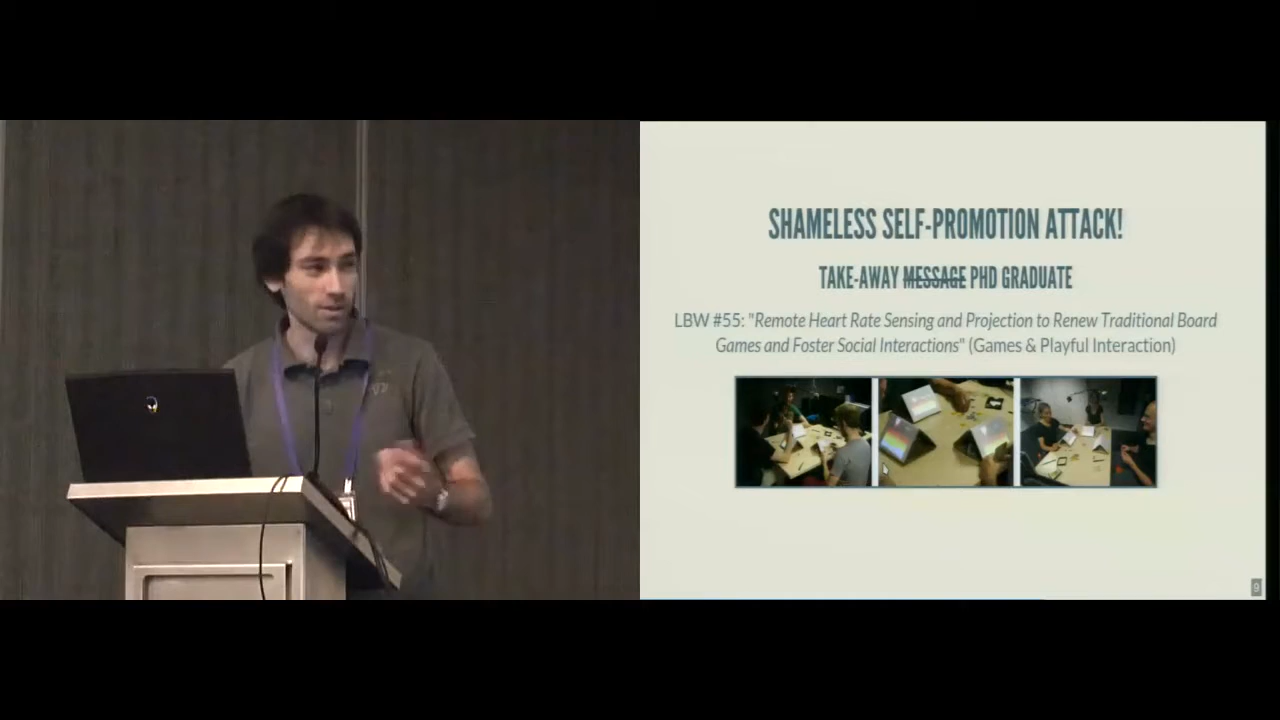 SHAMELESS SELF-PROMOTION ATTACK!
TAKE-AWAY MESSAGE PHD GRADUATE
LBW #55: "Remote Heart Rate Sensing and Projection to Renew Traditional Board
Games and Foster Social Interactions" (Games & Playful Interaction)
9